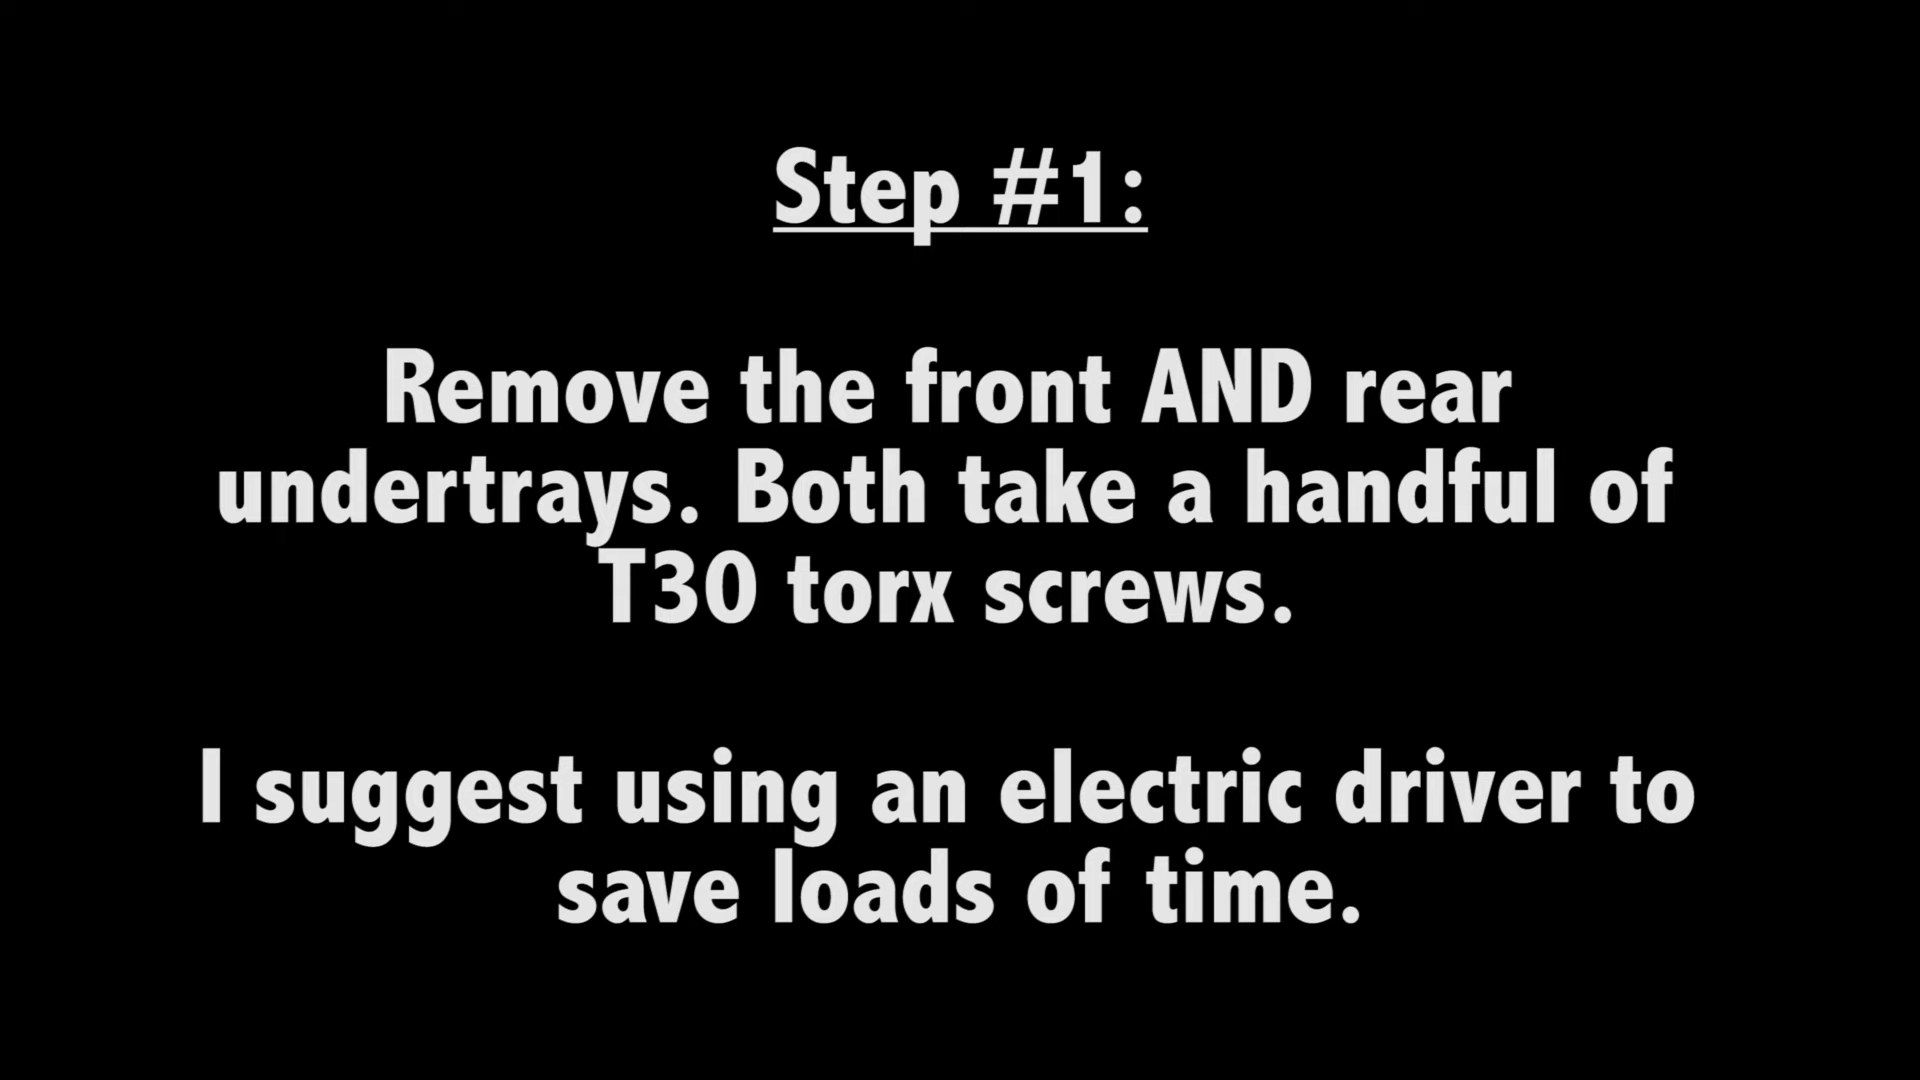 Step #1:
Remove the front AND rear
undertrays. Both take a handful of
T30 torx screws.
I suggest using an electric driver to
save loads of time.